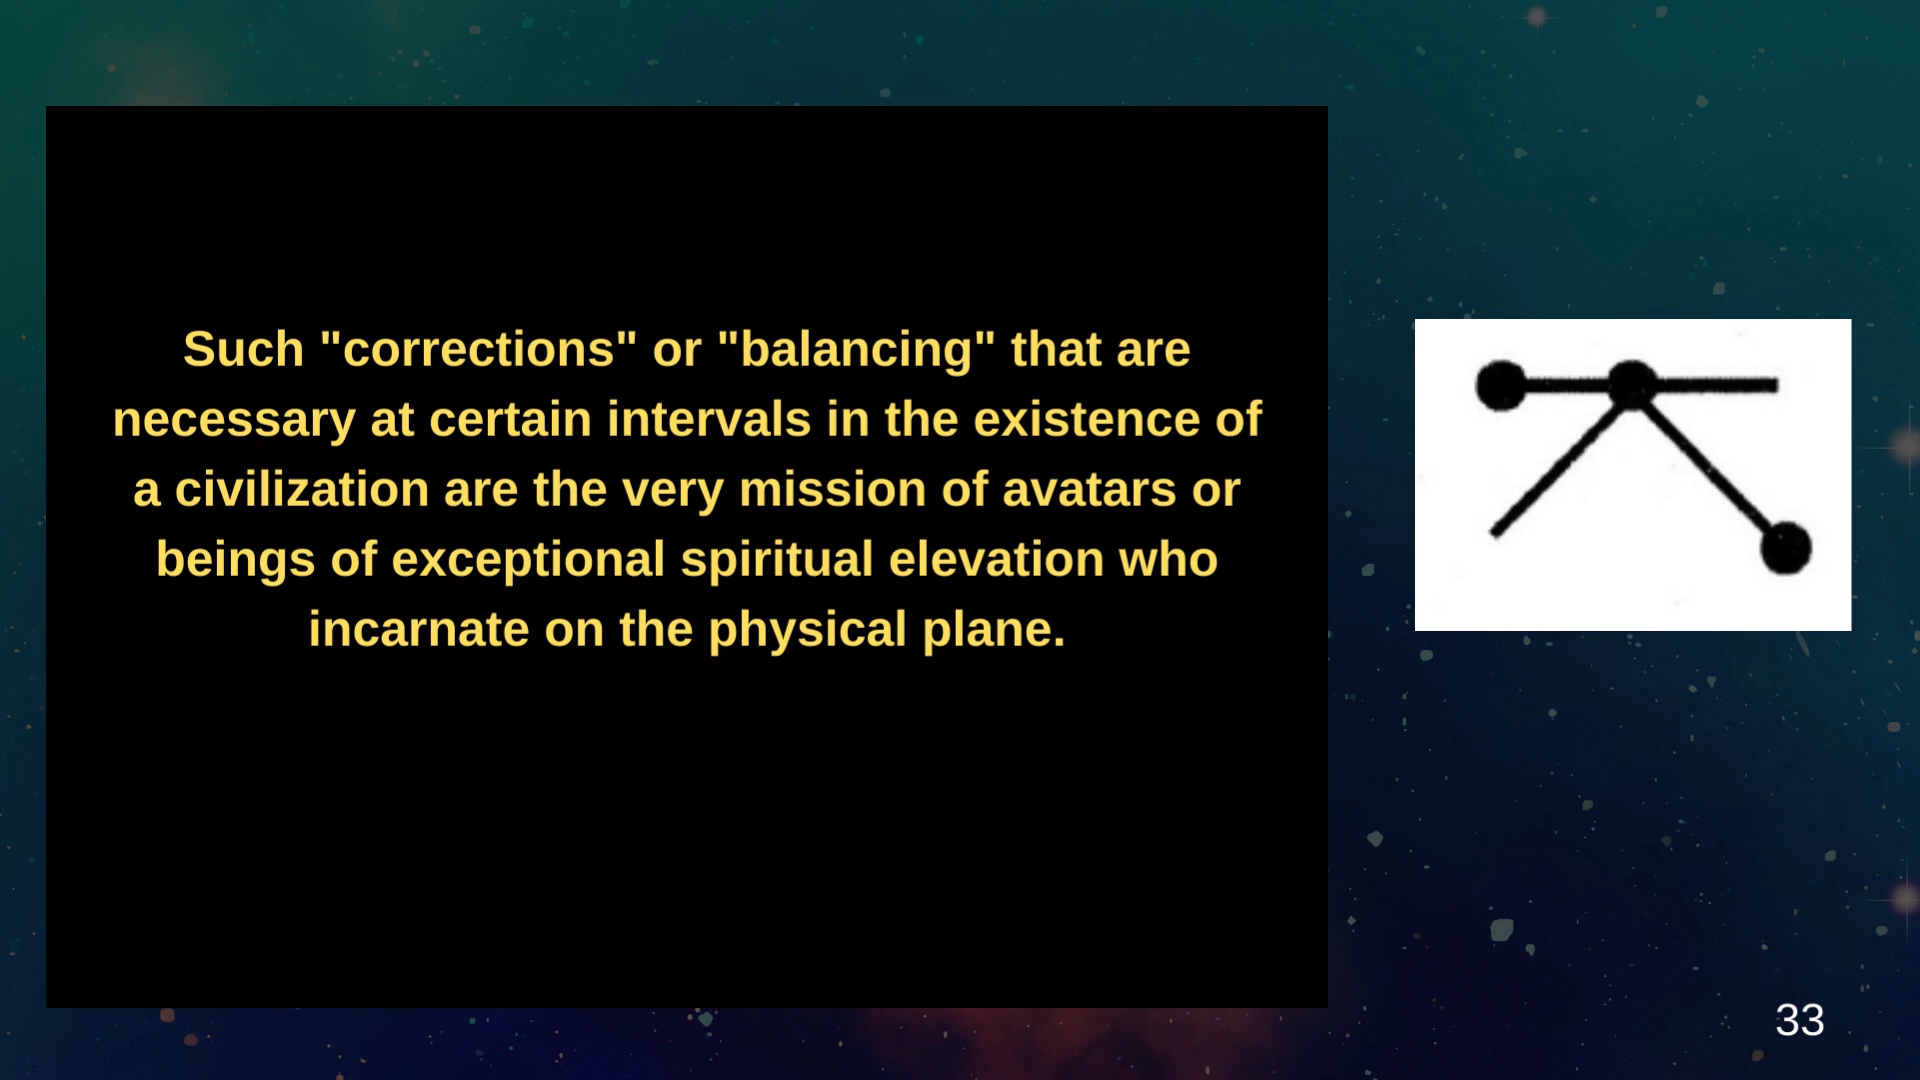 Such "corrections" or "balancing" that are
necessary at certain intervals in the existence of
a civilization are the very mission of avatars or
beings of exceptional spiritual elevation who
incarnate on the physical plane.
33